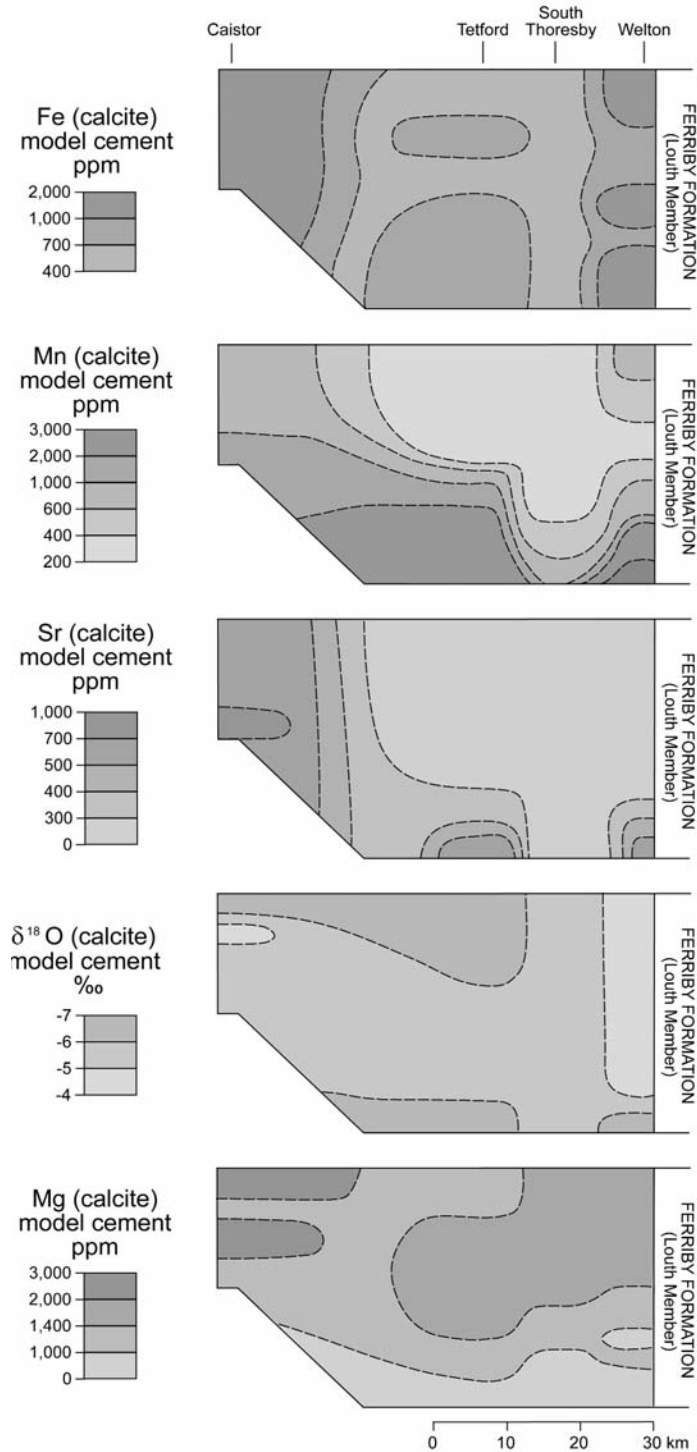 Caistor
Tetford
South
Thoresby
Welton
Fe (calcite)
model cement
ppm
2,000
1,000
700
400
FERRIBY FORMATION
(Louth Member)
Mn (calcite)
model cement
ppm
3,000
2,000
1,000
600
400
200
FERRIBY FORMATION
(Louth Member)
Sr (calcite)
model cement
ppm
1,000
700
500
400
300
0
FERRIBY FORMATION
(Louth Member)
δ¹⁸O (calcite)
model cement
‰
-7
-6
-5
-4
FERRIBY FORMATION
(Louth Member)
Mg (calcite)
model cement
ppm
3,000
2,000
1,400
1,000
0
FERRIBY FORMATION
(Louth Member)
0 10 20 30 km